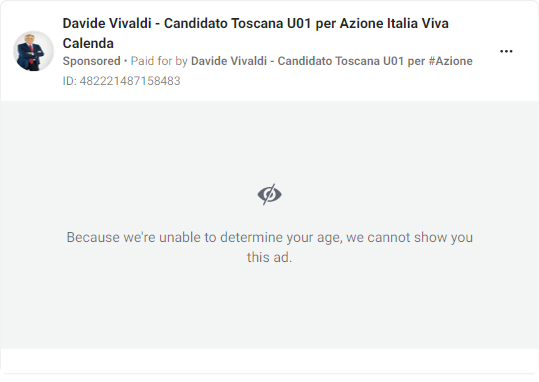 Davide Vivaldi - Candidato Toscana U01 per Azione Italia Viva
Calenda
Sponsored • Paid for by Davide Vivaldi - Candidato Toscana U01 per #Azione
ID: 482221487158483
Because we're unable to determine your age, we cannot show you
this ad.